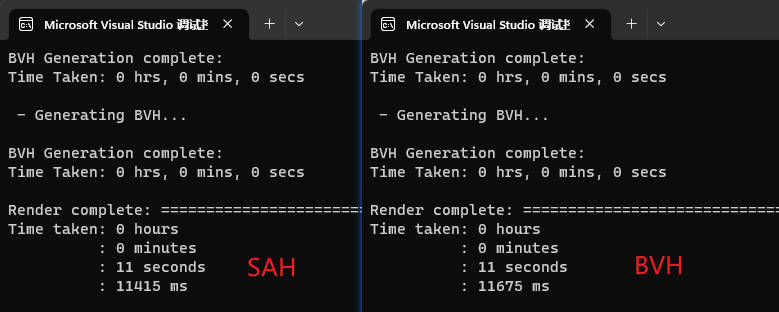 Microsoft Visual Studio 调试
BVH Generation complete:
Time Taken: 0 hrs, 0 mins, 0 secs
- Generating BVH...
BVH Generation complete:
Time Taken: 0 hrs, 0 mins, 0 secs
Render complete: ========================
Time taken: 0 hours
: 0 minutes
: 11 seconds
: 11415 ms
SAH
Microsoft Visual Studio 调试
BVH Generation complete:
Time Taken: 0 hrs, 0 mins, 0 secs
- Generating BVH...
BVH Generation complete:
Time Taken: 0 hrs, 0 mins, 0 secs
Render complete: ==============================
Time taken: 0 hours
: 0 minutes
: 11 seconds
: 11675 ms
BVH